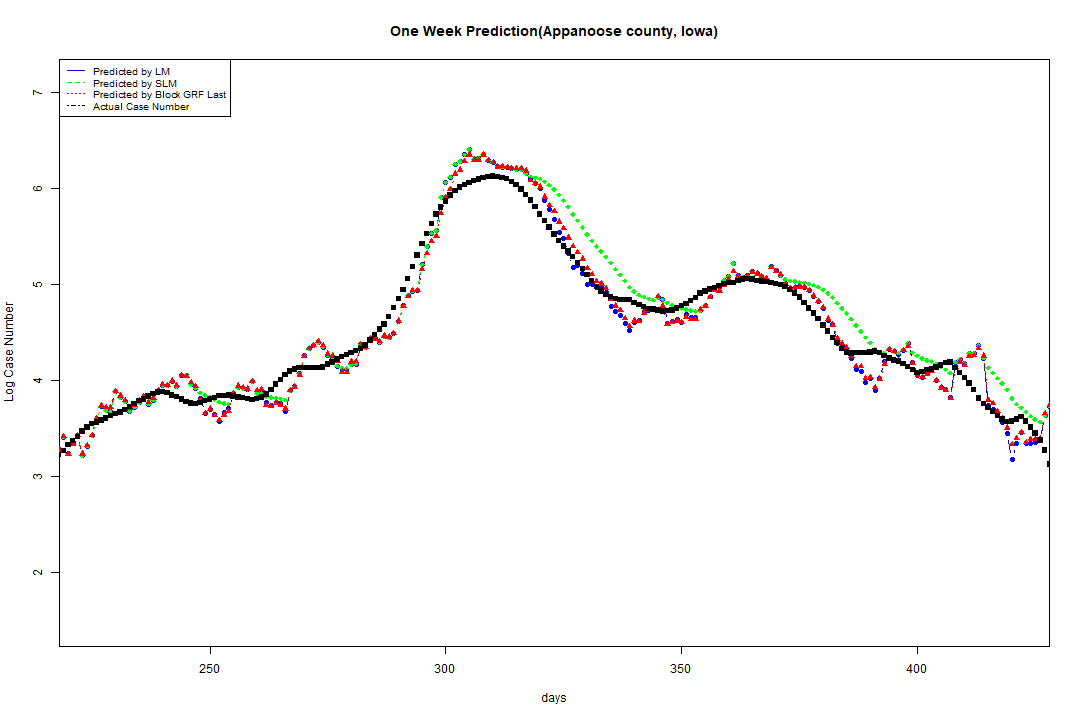 One Week Prediction(Appanoose county, Iowa)
Predicted by LM
Predicted by SLM
Predicted by Block GRF Last
Actual Case Number
7
6
5
4
3
2
Log Case Number
250
300
350
400
days